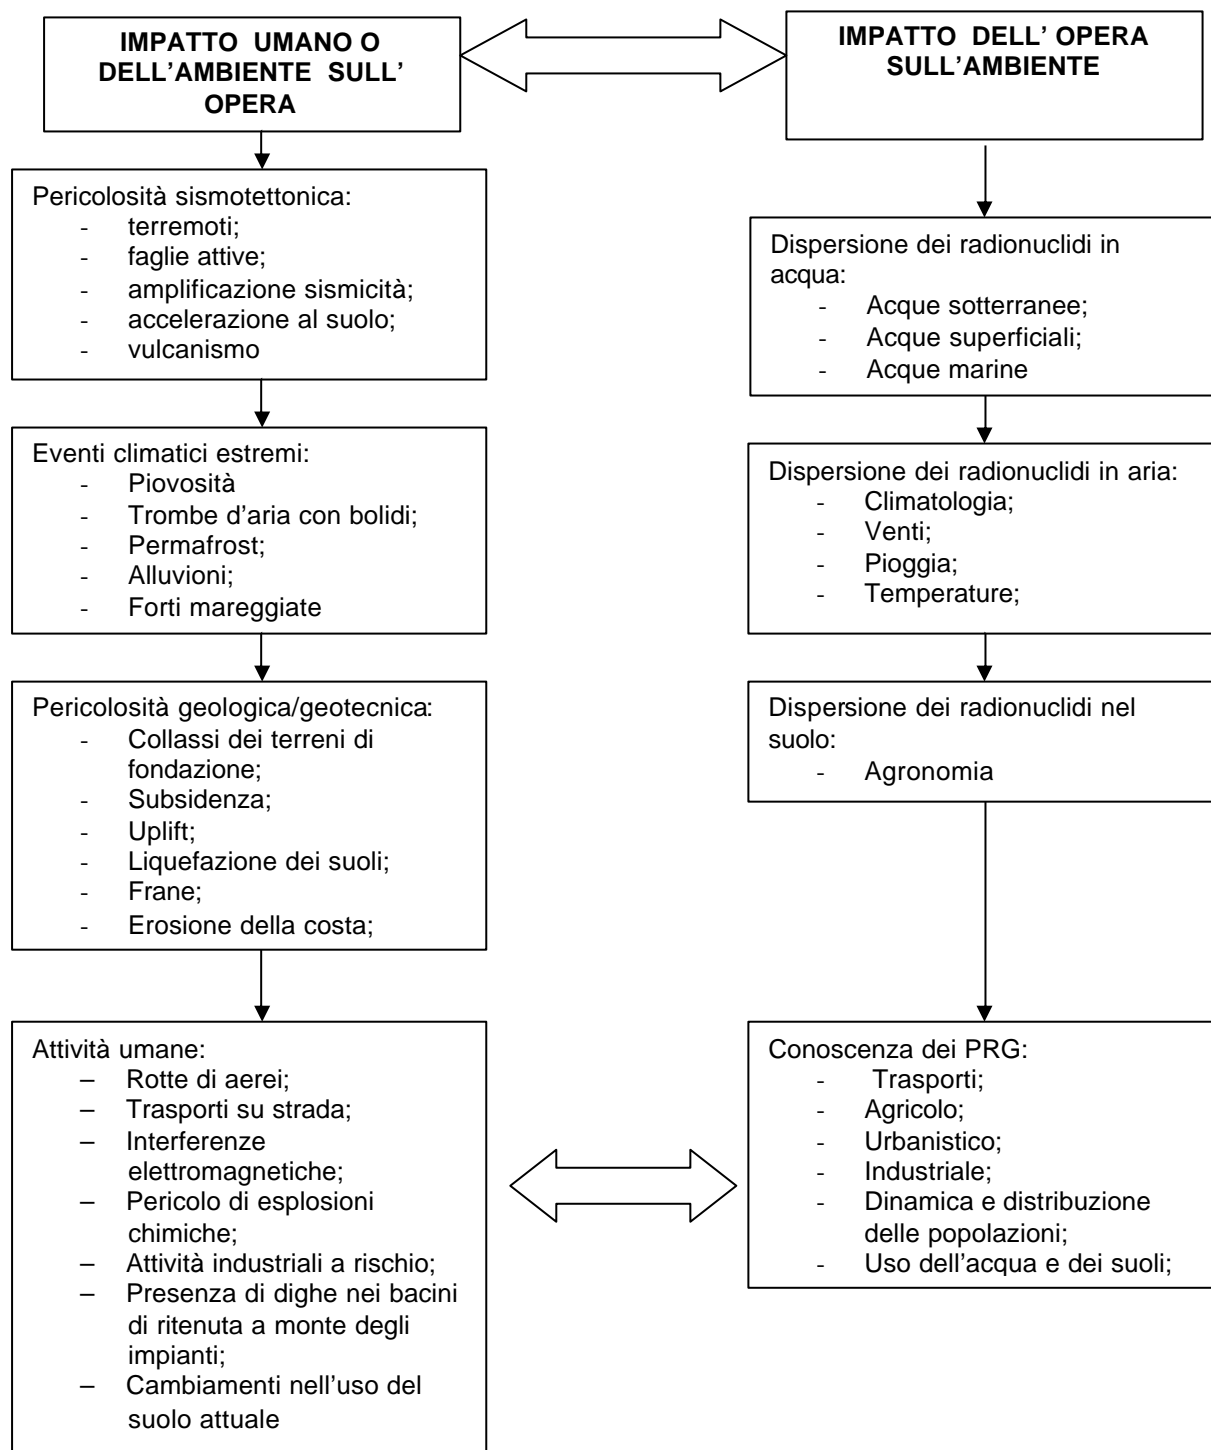 IMPATTO UMANO O
DELL'AMBIENTE SULL'
OPERA
Pericolosità sismotettonica:
- terremoti;
- faglie attive;
- amplificazione sismicità;
- accelerazione al suolo;
- vulcanismo
Eventi climatici estremi:
- Piovosità
- Trombe d'aria con bolidi;
- Permafrost;
- Alluvioni;
- Forti mareggiate
Pericolosità geologica/geotecnica:
- Collassi dei terreni di
fondazione;
- Subsidenza;
- Uplift;
- Liquefazione dei suoli;
- Frane;
- Erosione della costa;
Attività umane:
– Rotte di aerei;
– Trasporti su strada;
– Interferenze
elettromagnetiche;
– Pericolo di esplosioni
chimiche;
– Attività industriali a rischio;
– Presenza di dighe nei bacini
di ritenuta a monte degli
impianti;
– Cambiamenti nell'uso del
suolo attuale
IMPATTO DELL' OPERA
SULL'AMBIENTE
Dispersione dei radionuclidi in
acqua:
- Acque sotterranee;
- Acque superficiali;
- Acque marine
Dispersione dei radionuclidi in aria:
- Climatologia;
- Venti;
- Pioggia;
- Temperature;
Dispersione dei radionuclidi nel
suolo:
- Agronomia
Conoscenza dei PRG:
- Trasporti;
- Agricolo;
- Urbanistico;
- Industriale;
- Dinamica e distribuzione
delle popolazioni;
- Uso dell'acqua e dei suoli;